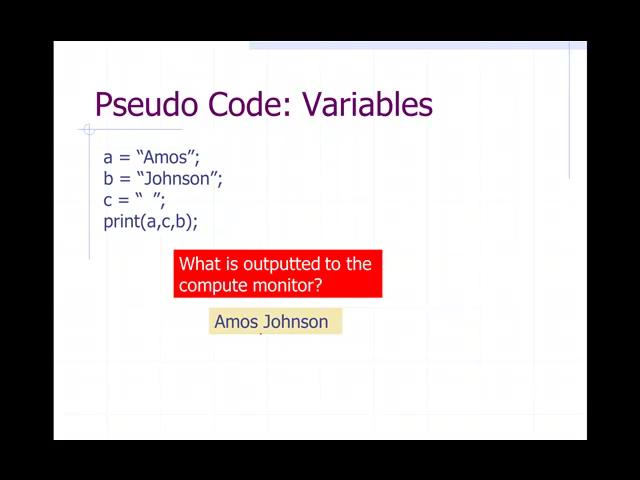 Pseudo Code: Variables
a = “Amos”;
b = “Johnson”;
c = “  ”;
print(a,c,b);
What is outputted to the
compute monitor?
Amos Johnson